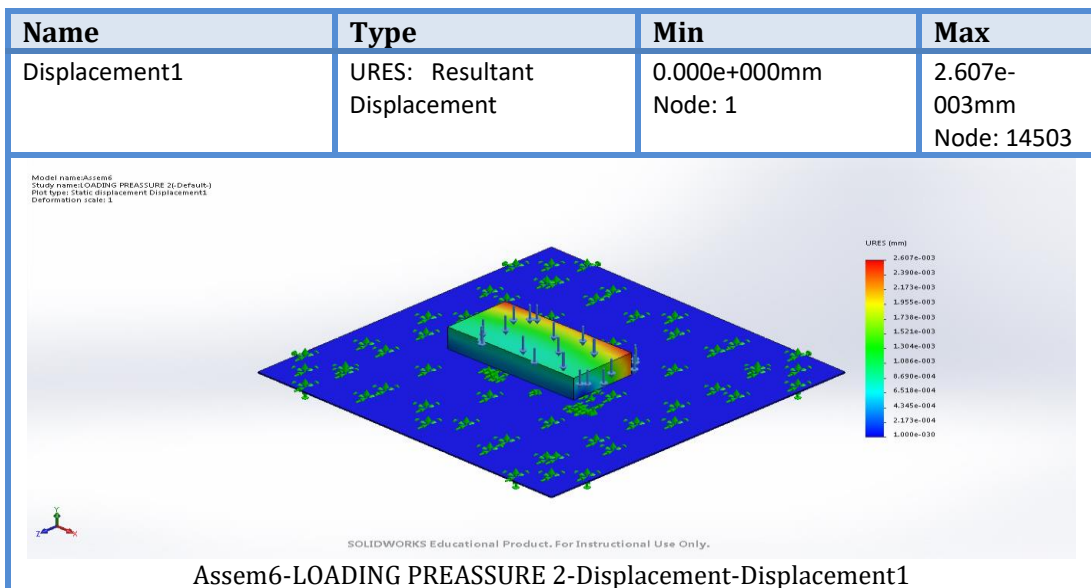 Name Type Min Max
Displacement1 URES: Resultant 0.000e+000mm 2.607e-
Displacement Node: 1 003mm
Node: 14503
Model name:Assem6
Study name:LOADING PREASSURE 2(-Default-)
Plot type: Static displacement Displacement1
Deformation scale: 1
URES (mm)
2.607e-003
2.390e-003
2.173e-003
1.955e-003
1.738e-003
1.521e-003
1.304e-003
1.086e-003
8.690e-004
6.518e-004
4.345e-004
2.173e-004
1.000e-030
Y
Z X
SOLIDWORKS Educational Product. For Instructional Use Only.
Assem6-LOADING PREASSURE 2-Displacement-Displacement1